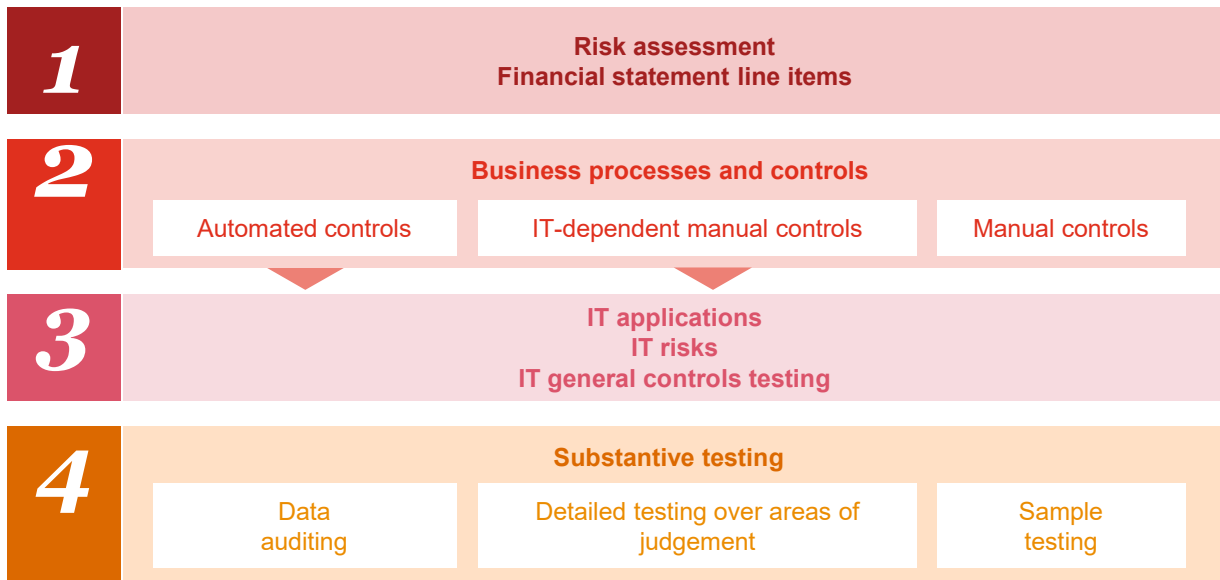 1
Risk assessment
Financial statement line items
2
Business processes and controls
Automated controls
IT-dependent manual controls
Manual controls
3
IT applications
IT risks
IT general controls testing
4
Substantive testing
Data
auditing
Detailed testing over areas of
judgement
Sample
testing